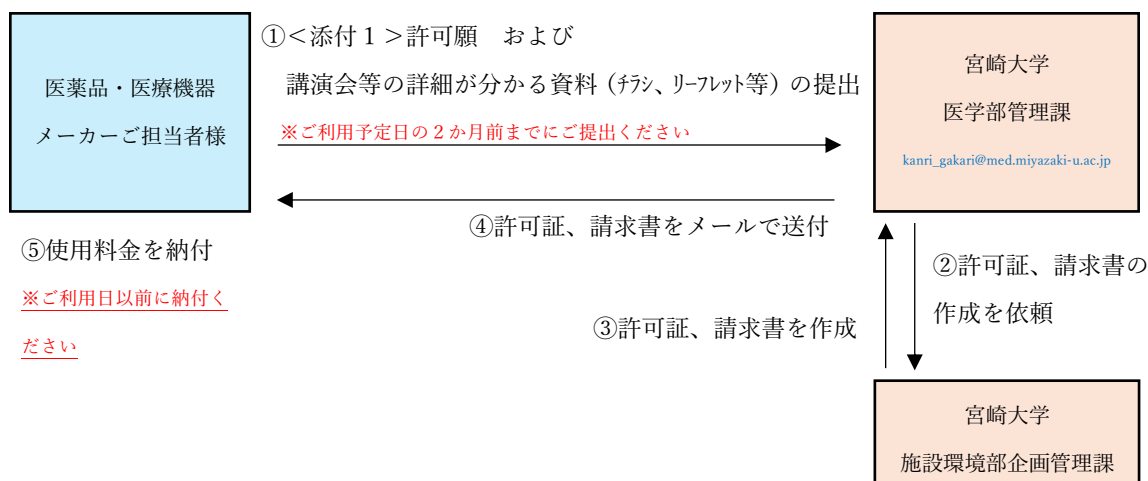 ①＜添付１＞許可願　および
講演会等の詳細が分かる資料（ﾁﾗｼ、ﾘｰﾌﾚｯﾄ等）の提出
※ご利用予定日の２か月前までにご提出ください
医薬品・医療機器
メーカーご担当者様
宮崎大学
医学部管理課
kanri_gakari@med.miyazaki-u.ac.jp
④許可証、請求書をメールで送付
⑤使用料金を納付
※ご利用日以前に納付く
ださい
②許可証、請求書の
作成を依頼
③許可証、請求書を作成
宮崎大学
施設環境部企画管理課